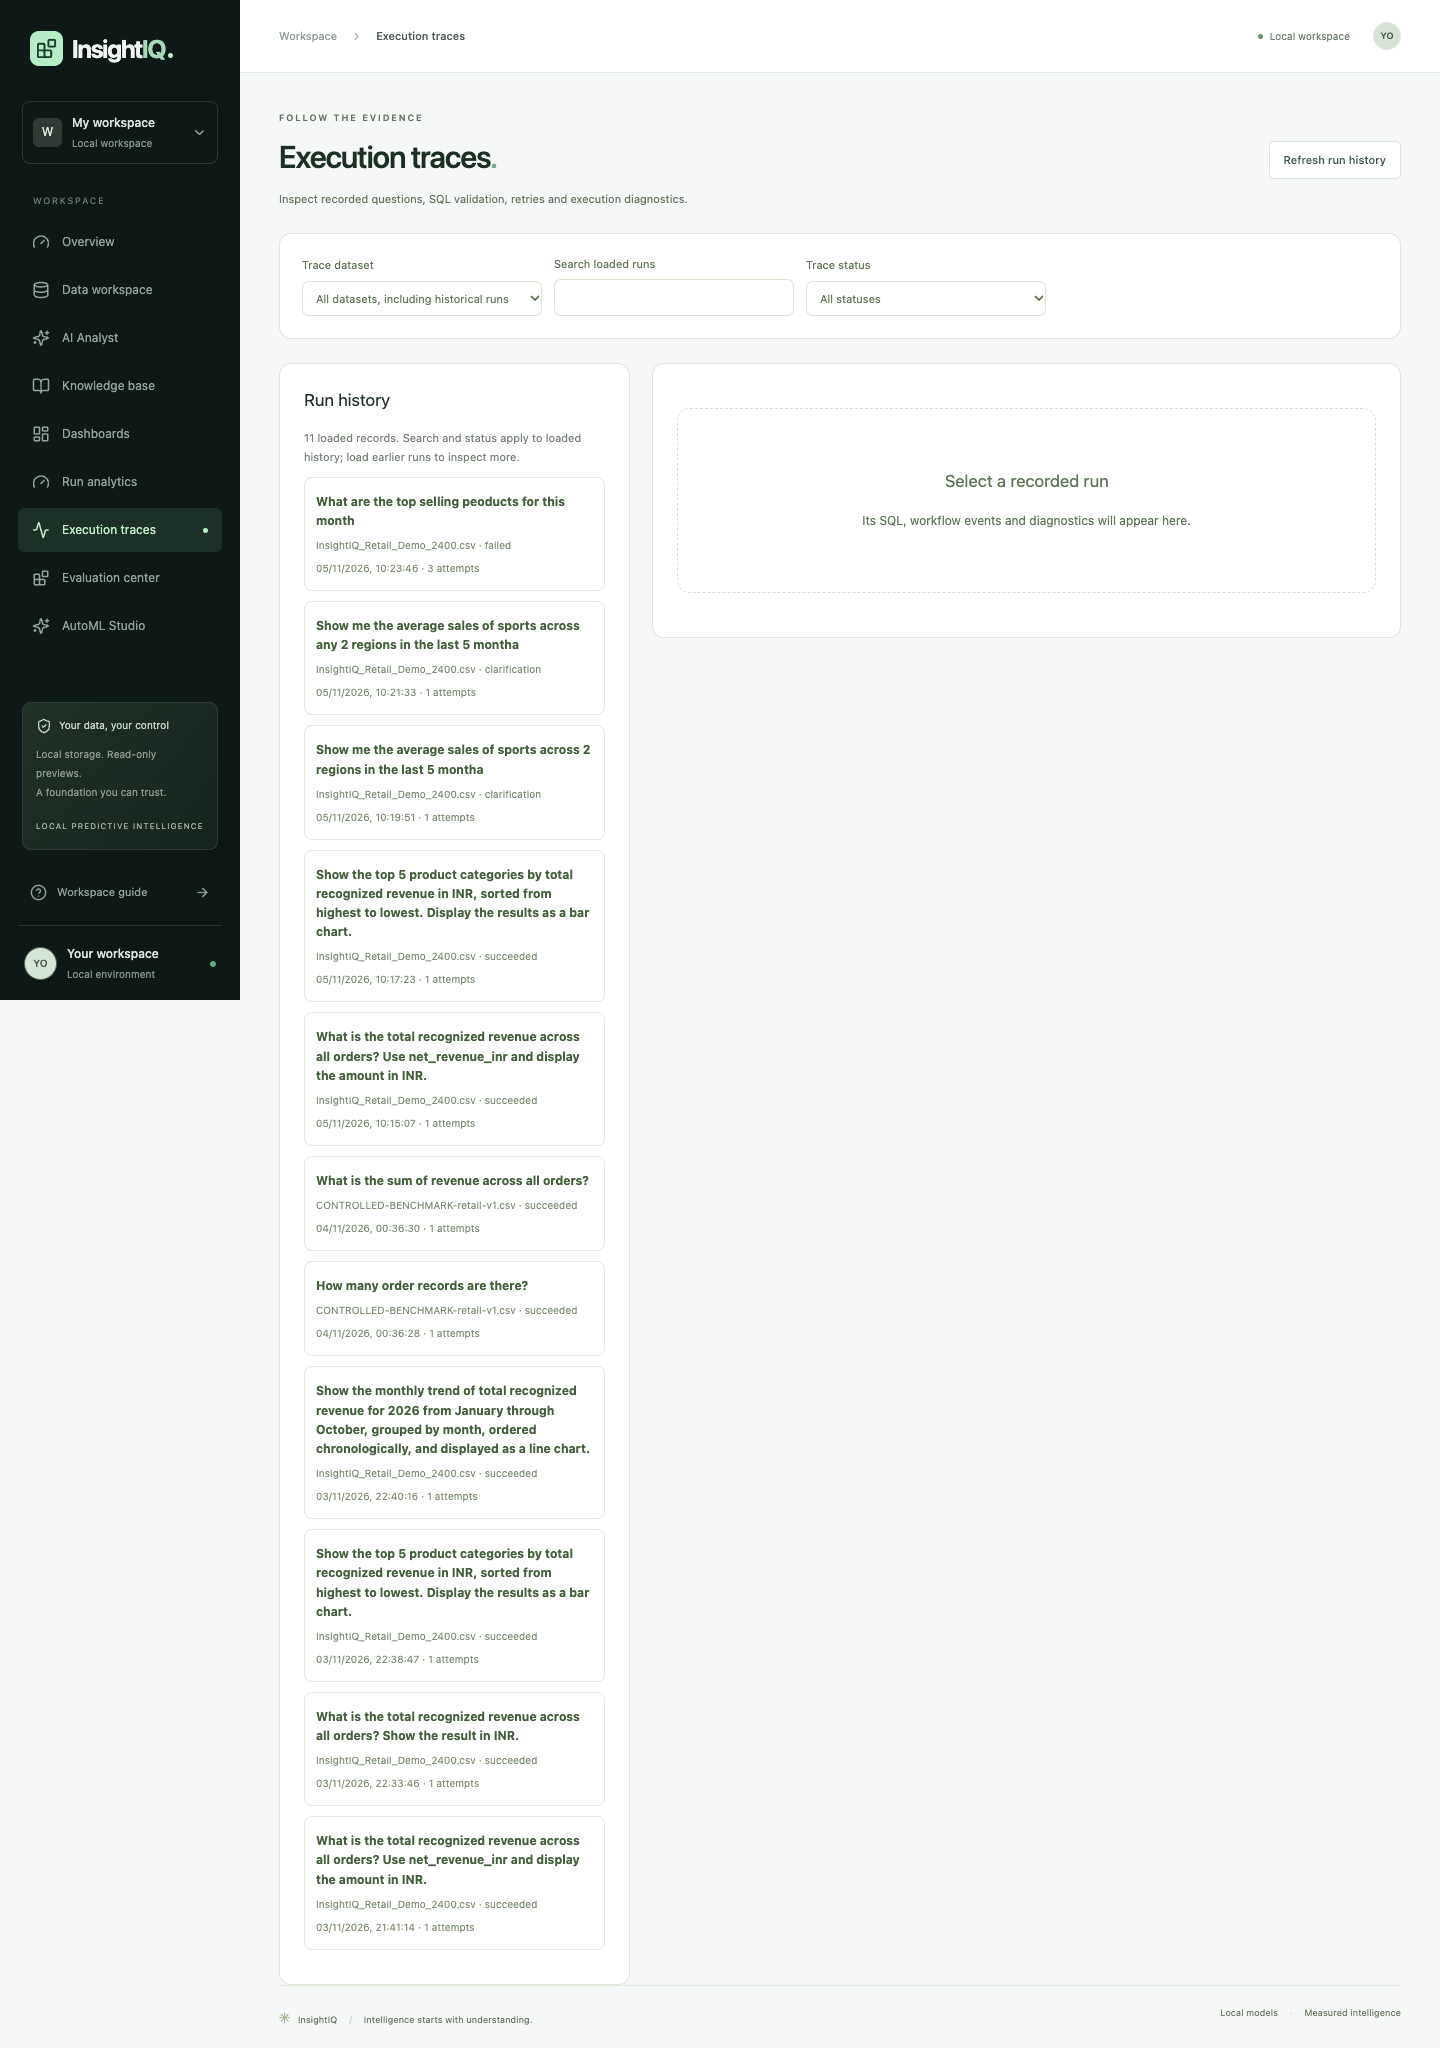 InsightIQ.
W
My workspace
Local workspace
WORKSPACE
Overview
Data workspace
AI Analyst
Knowledge base
Dashboards
Run analytics
Execution traces
Evaluation center
AutoML Studio
Your data, your control
Local storage. Read-only
previews.
A foundation you can trust.
LOCAL PREDICTIVE INTELLIGENCE
Workspace guide
YO
Your workspace
Local environment
Workspace
Execution traces
Local workspace
YO
FOLLOW THE EVIDENCE
Execution traces.
Refresh run history
Inspect recorded questions, SQL validation, retries and execution diagnostics.
Trace dataset
All datasets, including historical runs
Search loaded runs
Trace status
All statuses
Run history
11 loaded records. Search and status apply to loaded
history; load earlier runs to inspect more.
What are the top selling peoducts for this
month
InsightIQ_Retail_Demo_2400.csv · failed
05/11/2026, 10:23:46 · 3 attempts
Show me the average sales of sports across
any 2 regions in the last 5 montha
InsightIQ_Retail_Demo_2400.csv · clarification
05/11/2026, 10:21:33 · 1 attempts
Show me the average sales of sports across 2
regions in the last 5 montha
InsightIQ_Retail_Demo_2400.csv · clarification
05/11/2026, 10:19:51 · 1 attempts
Show the top 5 product categories by total
recognized revenue in INR, sorted from
highest to lowest. Display the results as a bar
chart.
InsightIQ_Retail_Demo_2400.csv · succeeded
05/11/2026, 10:17:23 · 1 attempts
What is the total recognized revenue across
all orders? Use net_revenue_inr and display
the amount in INR.
InsightIQ_Retail_Demo_2400.csv · succeeded
05/11/2026, 10:15:07 · 1 attempts
What is the sum of revenue across all orders?
CONTROLLED-BENCHMARK-retail-v1.csv · succeeded
04/11/2026, 00:36:30 · 1 attempts
How many order records are there?
CONTROLLED-BENCHMARK-retail-v1.csv · succeeded
04/11/2026, 00:36:28 · 1 attempts
Show the monthly trend of total recognized
revenue for 2026 from January through
October, grouped by month, ordered
chronologically, and displayed as a line chart.
InsightIQ_Retail_Demo_2400.csv · succeeded
03/11/2026, 22:40:16 · 1 attempts
Show the top 5 product categories by total
recognized revenue in INR, sorted from
highest to lowest. Display the results as a bar
chart.
InsightIQ_Retail_Demo_2400.csv · succeeded
03/11/2026, 22:38:47 · 1 attempts
What is the total recognized revenue across
all orders? Show the result in INR.
InsightIQ_Retail_Demo_2400.csv · succeeded
03/11/2026, 22:33:46 · 1 attempts
What is the total recognized revenue across
all orders? Use net_revenue_inr and display
the amount in INR.
InsightIQ_Retail_Demo_2400.csv · succeeded
03/11/2026, 21:41:14 · 1 attempts
Select a recorded run
Its SQL, workflow events and diagnostics will appear here.
InsightIQ / Intelligence starts with understanding.
Local models · Measured intelligence